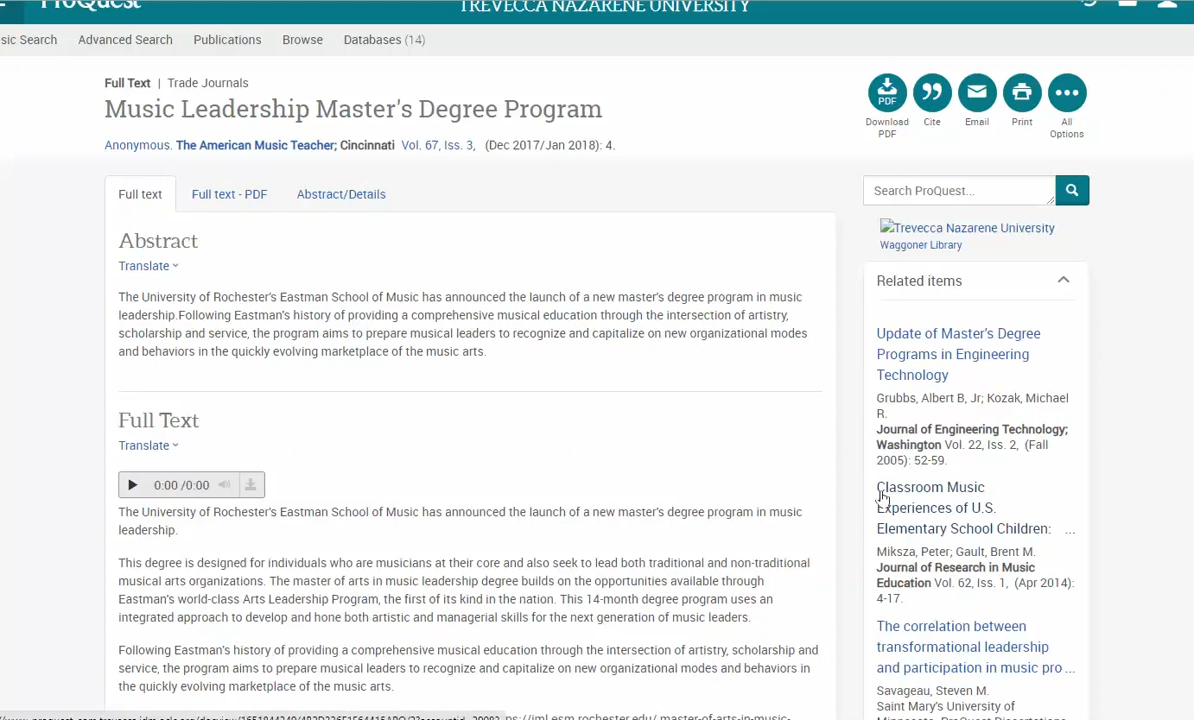 ProQuest
TREVECCA NAZARENE UNIVERSITY
sic Search Advanced Search Publications Browse Databases (14)
Full Text | Trade Journals
Music Leadership Master's Degree Program
Anonymous. The American Music Teacher; Cincinnati Vol. 67, Iss. 3, (Dec 2017/Jan 2018): 4.
PDF
Download PDF
Cite
Email
Print
All Options
Full text Full text - PDF Abstract/Details
Abstract
Translate
The University of Rochester's Eastman School of Music has announced the launch of a new master's degree program in music
leadership.Following Eastman's history of providing a comprehensive musical education through the intersection of artistry,
scholarship and service, the program aims to prepare musical leaders to recognize and capitalize on new organizational modes
and behaviors in the quickly evolving marketplace of the music arts.
Full Text
Translate
0:00 /0:00
The University of Rochester's Eastman School of Music has announced the launch of a new master's degree program in music
leadership.
This degree is designed for individuals who are musicians at their core and also seek to lead both traditional and non-traditional
musical arts organizations. The master of arts in music leadership degree builds on the opportunities available through
Eastman's world-class Arts Leadership Program, the first of its kind in the nation. This 14-month degree program uses an
integrated approach to develop and hone both artistic and managerial skills for the next generation of music leaders.
Following Eastman's history of providing a comprehensive musical education through the intersection of artistry, scholarship and
service, the program aims to prepare musical leaders to recognize and capitalize on new organizational modes and behaviors in
the quickly evolving marketplace of the music arts.
Search ProQuest...
Trevecca Nazarene University
Waggoner Library
Related items
Update of Master's Degree
Programs in Engineering
Technology
Grubbs, Albert B, Jr; Kozak, Michael
R.
Journal of Engineering Technology;
Washington Vol. 22, Iss. 2, (Fall
2005): 52-59.
Classroom Music
Experiences of U.S.
Elementary School Children: ...
Miksza, Peter; Gault, Brent M.
Journal of Research in Music
Education Vol. 62, Iss. 1, (Apr 2014):
4-17.
The correlation between
transformational leadership
and participation in music pro ...
Savageau, Steven M.
Saint Mary's University of
Minnesota